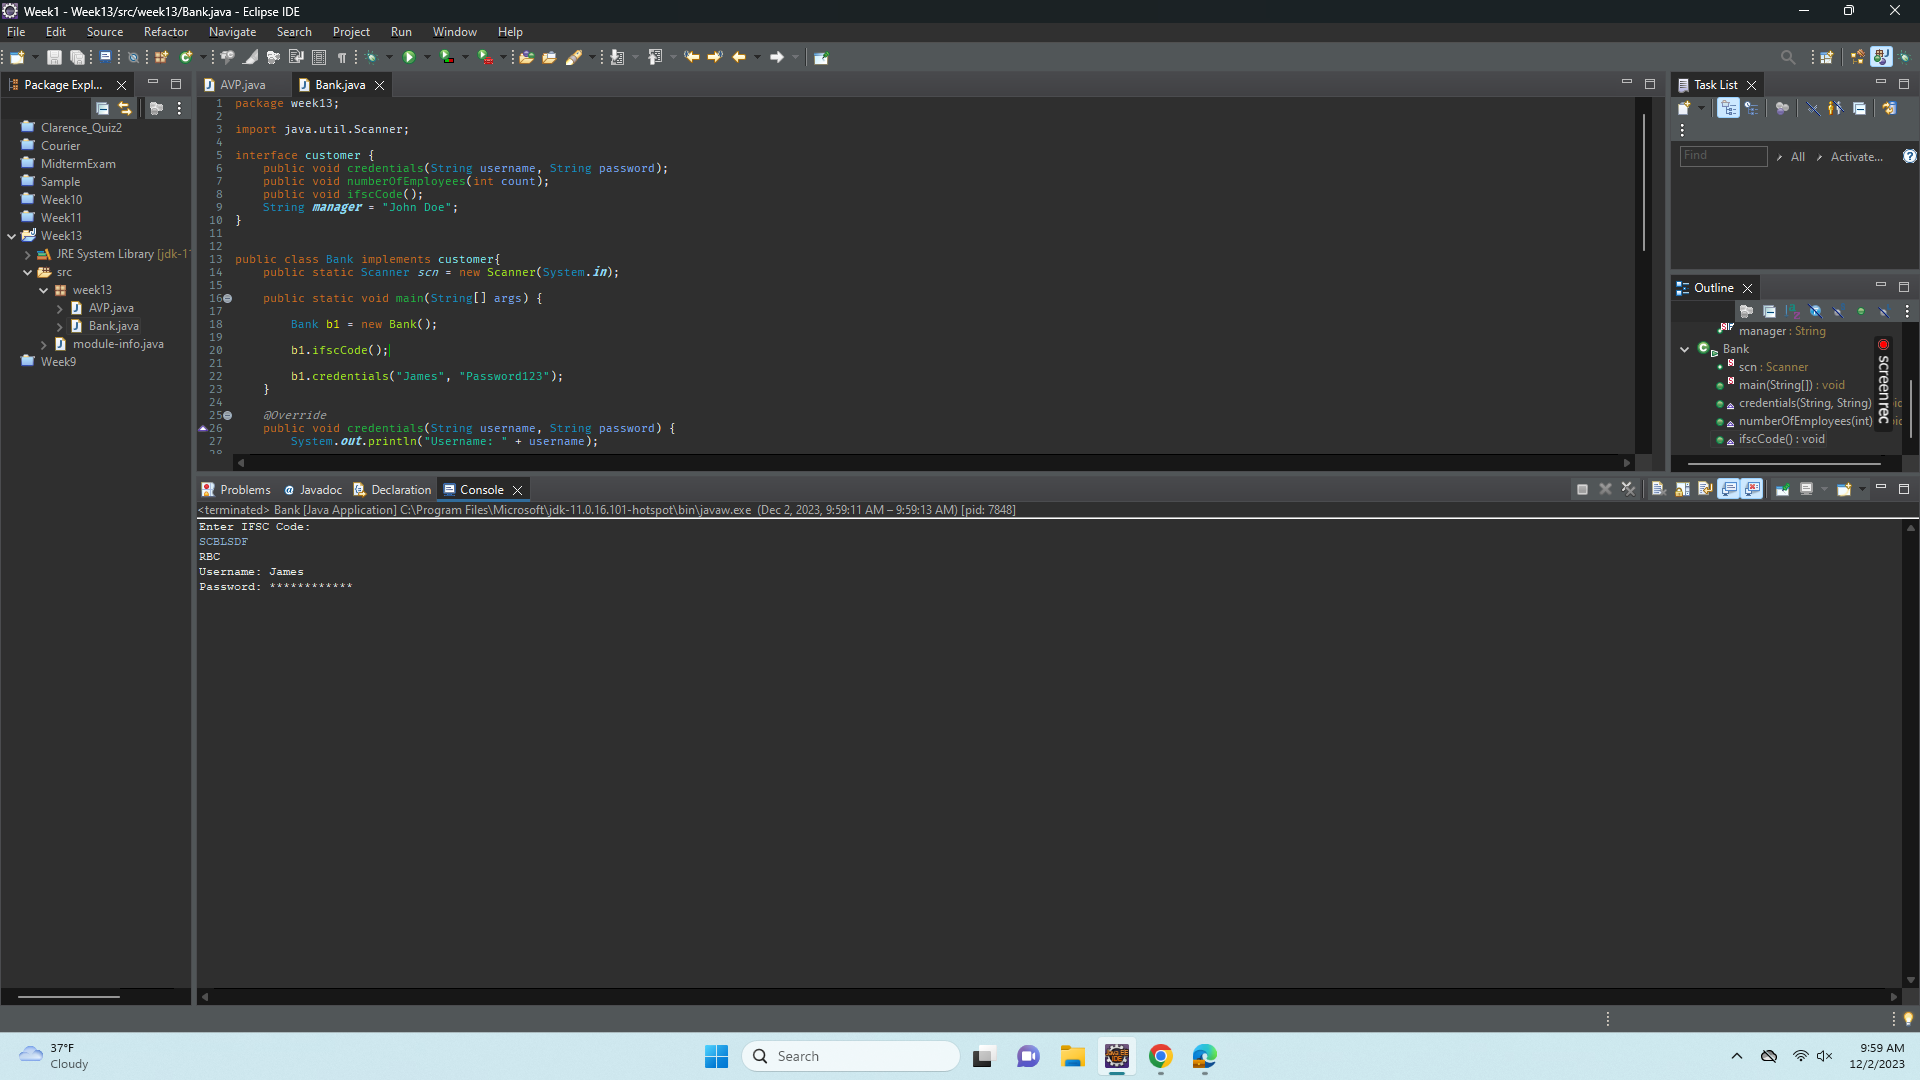 Week1 - Week13/src/week13/Bank.java - Eclipse IDE
File Edit Source Refactor Navigate Search Project Run Window Help
Package Expl...
Clarence_Quiz2
Courier
MidtermExam
Sample
Week10
Week11
Week13
JRE System Library [jdk-11
src
week13
AVP.java
Bank.java
module-info.java
Week9
AVP.java Bank.java
1 package week13;
2
3 import java.util.Scanner;
4
5 interface customer {
6 public void credentials(String username, String password);
7 public void numberOfEmployees(int count);
8 public void ifscCode();
9 String manager = "John Doe";
10 }
11
12
13 public class Bank implements customer{
14 public static Scanner scn = new Scanner(System.in);
15
16 public static void main(String[] args) {
17
18 Bank b1 = new Bank();
19
20 b1.ifscCode();
21
22 b1.credentials("James", "Password123");
23 }
24
25 @Override
26 public void credentials(String username, String password) {
27 System.out.println("Username: " + username);
28
Task List
Find All Activate...
Outline
manager : String
Bank
scn : Scanner
main(String[]) : void
credentials(String, String)
numberOfEmployees(int)
ifscCode() : void
screen rec
Problems Javadoc Declaration Console
<terminated> Bank [Java Application] C:\Program Files\Microsoft\jdk-11.0.16.101-hotspot\bin\javaw.exe (Dec 2, 2023, 9:59:11 AM – 9:59:13 AM) [pid: 7848]
Enter IFSC Code:
SCBLSDF
RBC
Username: James
Password: ************
37°F
Cloudy
Search
9:59 AM
12/2/2023